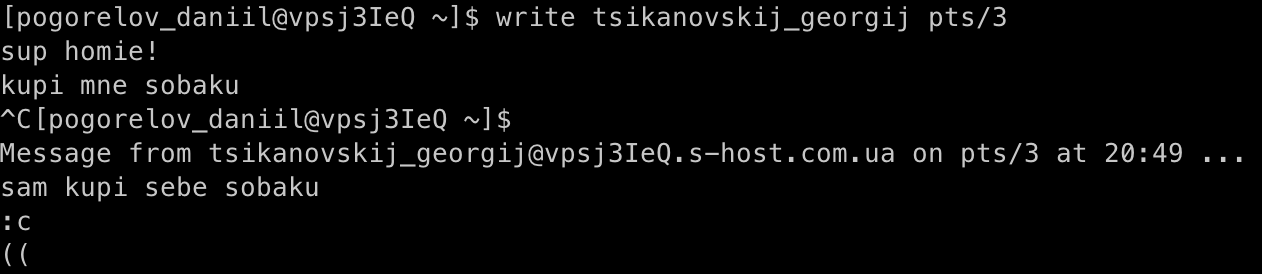 [pogorelov_daniil@vpsj3IeQ ~]$ write tsikanovskij_georgij pts/3
sup homie!
kupi mne sobaku
^C[pogorelov_daniil@vpsj3IeQ ~]$
Message from tsikanovskij_georgij@vpsj3IeQ.s-host.com.ua on pts/3 at 20:49 ...
sam kupi sebe sobaku
:c
((